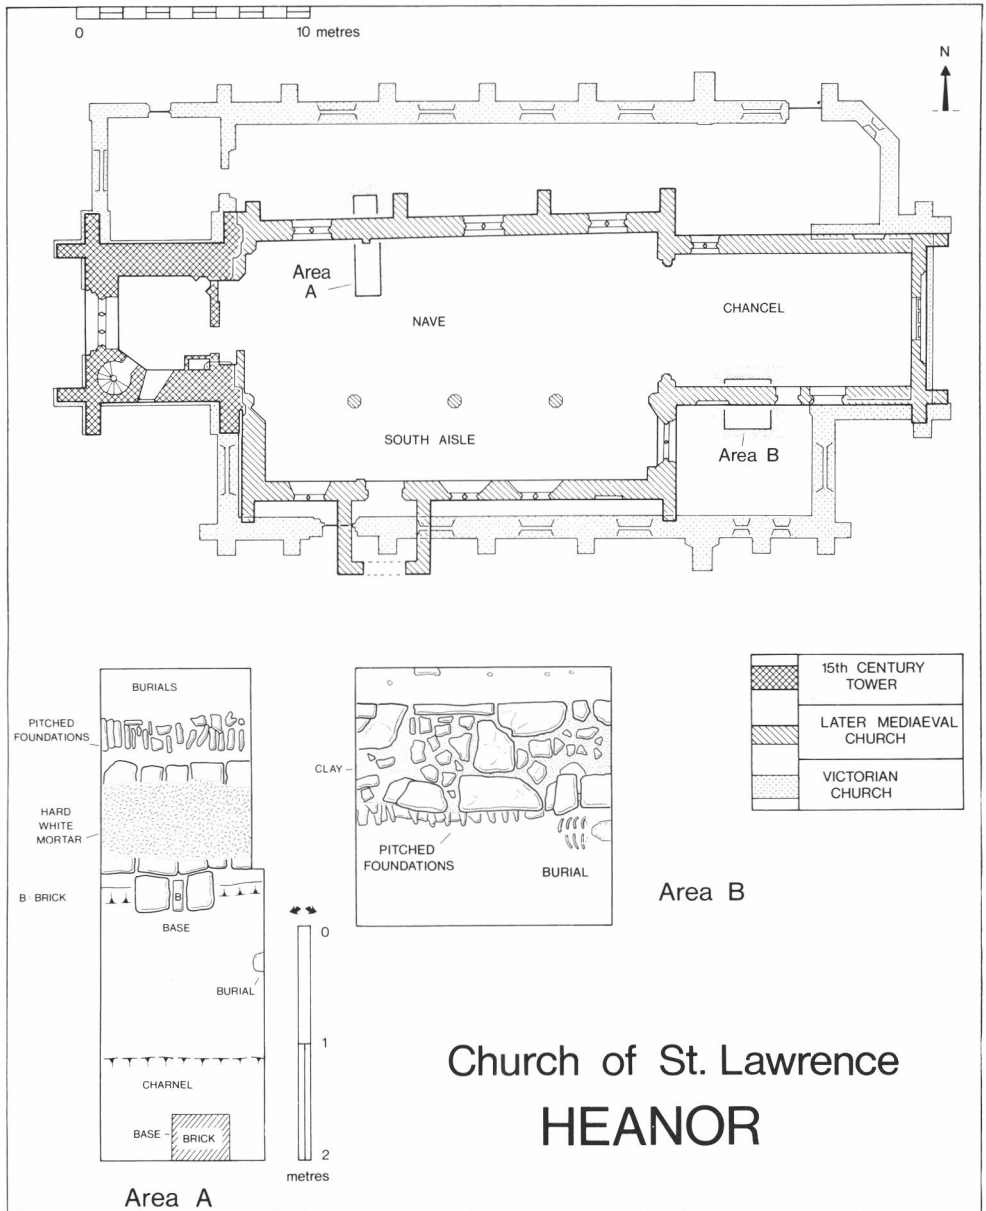 0 10 metres
N
Area
A
NAVE
CHANCEL
SOUTH AISLE
Area B
15th CENTURY
TOWER
LATER MEDIAEVAL
CHURCH
VICTORIAN
CHURCH
BURIALS
PITCHED
FOUNDATIONS
HARD
WHITE
MORTAR
B : BRICK
B
BASE
BURIAL
CHARNEL
BASE
BRICK
Area A
0
1
2
metres
CLAY
PITCHED
FOUNDATIONS
BURIAL
Area B
Church of St. Lawrence
HEANOR